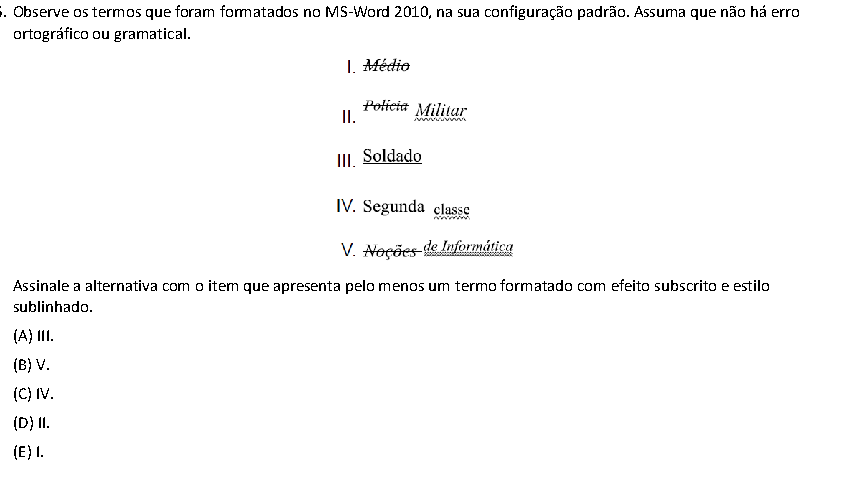 5. Observe os termos que foram formatados no MS-Word 2010, na sua configuração padrão. Assuma que não há erro
ortográfico ou gramatical.
I. Médio
II. Polícia Militar
III. Soldado
IV. Segunda classe
V. Noções de Informática
Assinale a alternativa com o item que apresenta pelo menos um termo formatado com efeito subscrito e estilo
sublinhado.
(A) III.
(B) V.
(C) IV.
(D) II.
(E) I.